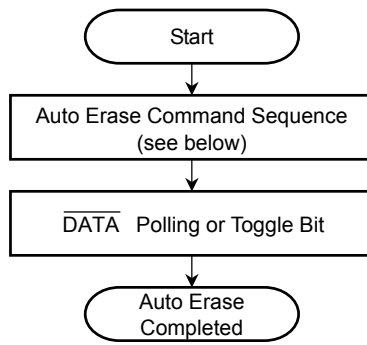 Start
Auto Erase Command Sequence
(see below)
DATA Polling or Toggle Bit
Auto Erase
Completed